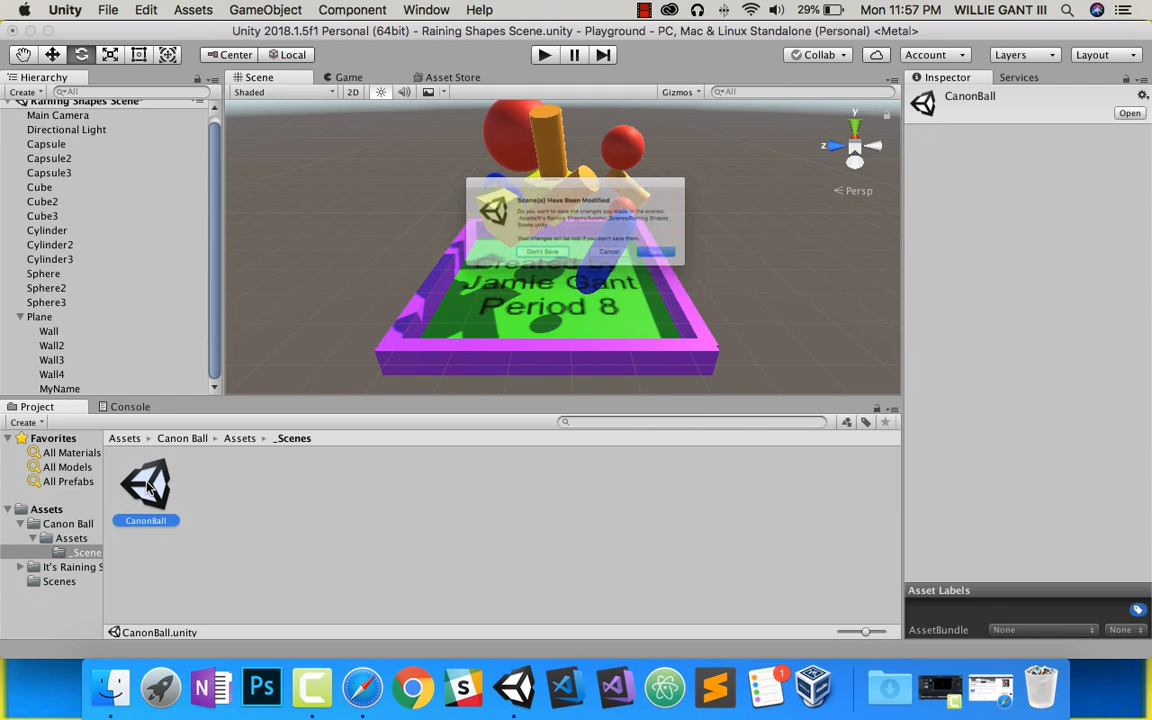 Unity File Edit Assets GameObject Component Window Help 29% Mon 11:57 PM WILLIE GANT III
Unity 2018.1.5f1 Personal (64bit) - Raining Shapes Scene.unity - Playground - PC, Mac & Linux Standalone (Personal) <Metal>
Center Local Collab Account Layers Layout
Hierarchy Scene Game Asset Store Inspector Services
Create All Shaded 2D Gizmos All CanonBall
Open
Raining Shapes Scene*
Main Camera
Directional Light
Capsule
Capsule2
Capsule3
Cube
Cube2
Cube3
Cylinder
Cylinder2
Cylinder3
Sphere
Sphere2
Sphere3
Plane
Wall
Wall2
Wall3
Wall4
MyName
y
z
Persp
Scene(s) Have Been Modified
Do you want to save the changes you made in the scenes:
Assets/It's Raining Shapes/Assets/_Scenes/Raining Shapes
Scene.unity
Your changes will be lost if you don't save them.
Don't Save Cancel
Created by
Jamie Gant
Period 8
Project Console
Create
Favorites
All Materials
All Models
All Prefabs
Assets
Canon Ball
Assets
_Scene
It's Raining S
Scenes
Assets Canon Ball Assets _Scenes
CanonBall
CanonBall.unity
Asset Labels
AssetBundle None None
N
Ps
C
S
1